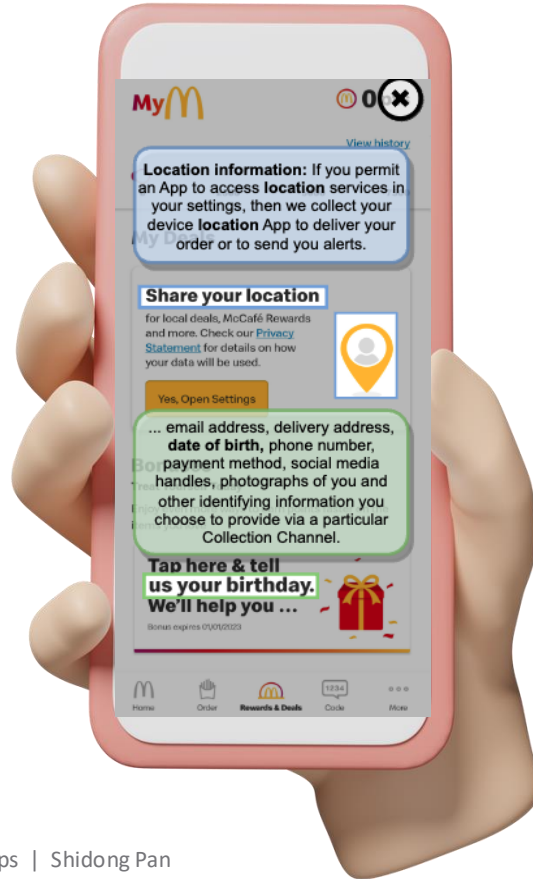 My
0
View history
Location information: If you permit
an App to access location services in
your settings, then we collect your
device location App to deliver your
order or to send you alerts.
My Deals
Share your location
for local deals, McCafé Rewards
and more. Check our Privacy
Statement for details on how
your data will be used.
Yes, Open Settings
... email address, delivery address,
date of birth, phone number,
payment method, social media
handles, photographs of you and
other identifying information you
choose to provide via a particular
Collection Channel.
Tap here & tell
us your birthday.
We'll help you ...
Bonus expires 01/01/2023
1234
Home Order Rewards & Deals Code More
ps | Shidong Pan